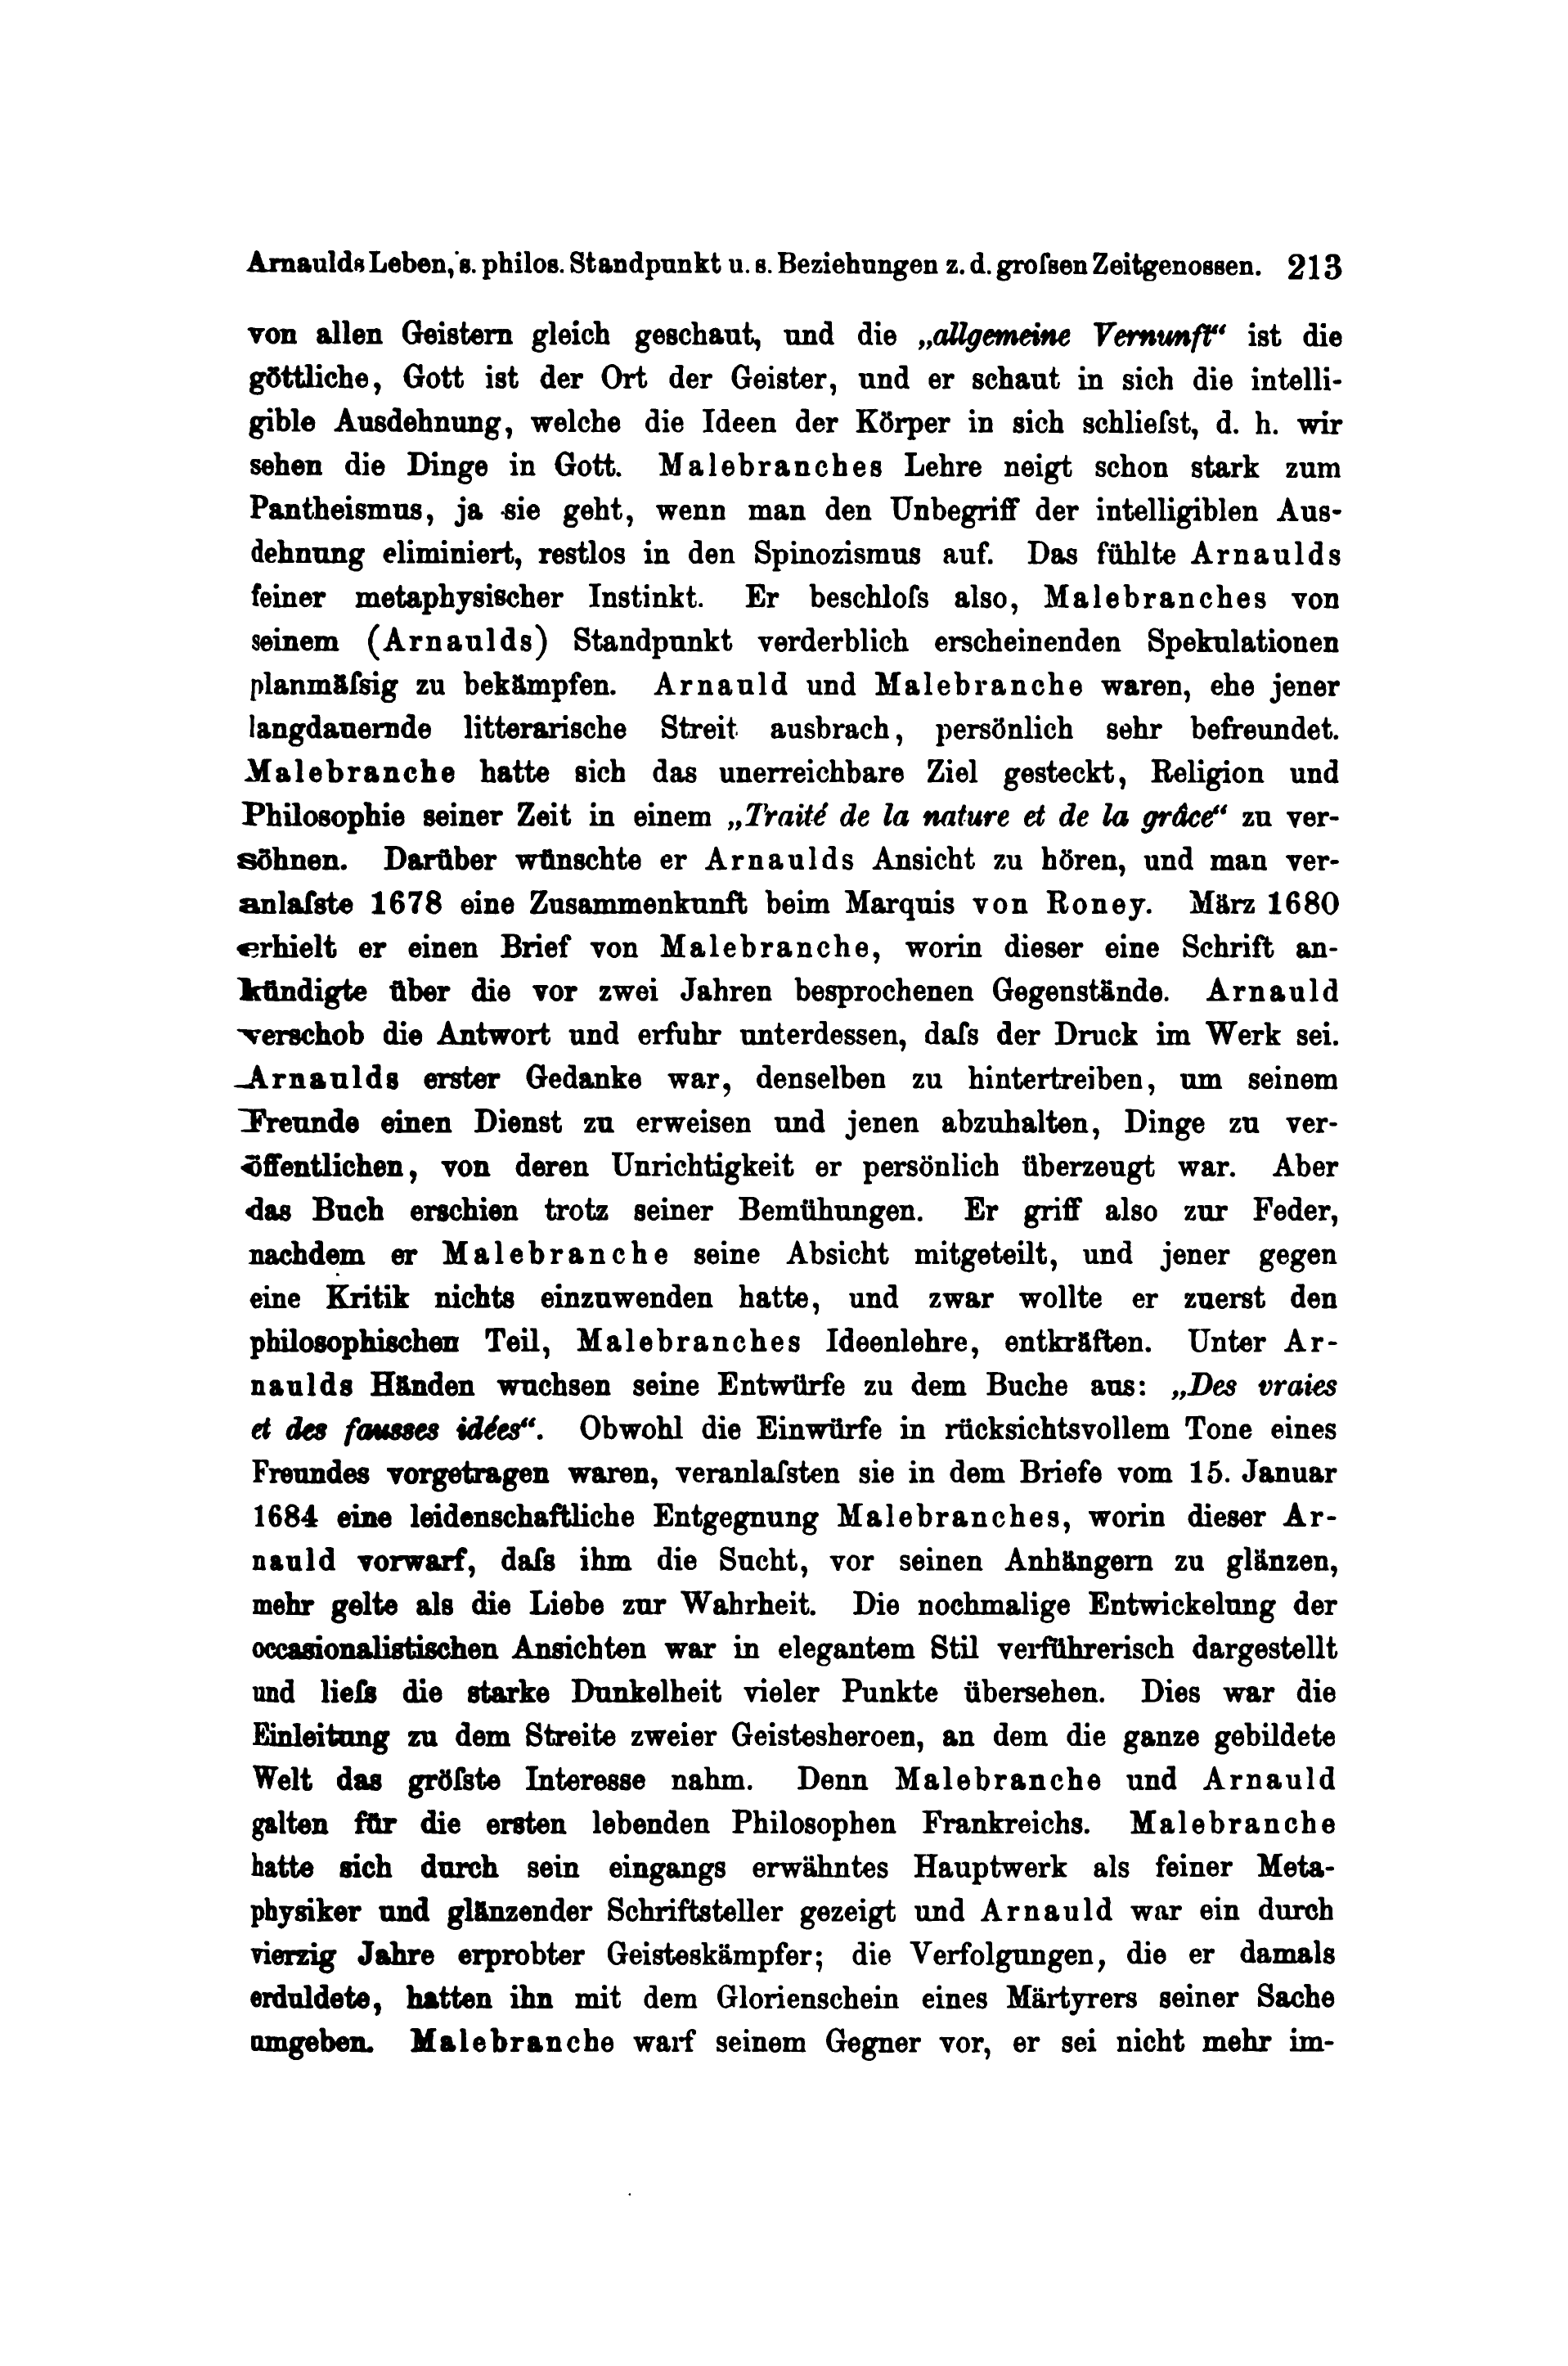 Arnaulds Leben, s. philos. Standpunkt u. s. Beziehungen z. d. groſsen Zeitgenossen. 213
von allen Geistern gleich geschaut, und die „allgemeine Vernunft“ ist die
göttliche, Gott ist der Ort der Geister, und er schaut in sich die intelli-
gible Ausdehnung, welche die Ideen der Körper in sich schlieſst, d. h. wir
sehen die Dinge in Gott. Malebranches Lehre neigt schon stark zum
Pantheismus, ja sie geht, wenn man den Unbegriff der intelligiblen Aus-
dehnung eliminiert, restlos in den Spinozismus auf. Das fühlte Arnaulds
feiner metaphysischer Instinkt. Er beschloſs also, Malebranches von
seinem (Arnaulds) Standpunkt verderblich erscheinenden Spekulationen
planmäſsig zu bekämpfen. Arnauld und Malebranche waren, ehe jener
langdauernde litterarische Streit ausbrach, persönlich sehr befreundet.
Malebranche hatte sich das unerreichbare Ziel gesteckt, Religion und
Philosophie seiner Zeit in einem „Traité de la nature et de la grâce“ zu ver-
söhnen. Darüber wünschte er Arnaulds Ansicht zu hören, und man ver-
anlaſste 1678 eine Zusammenkunft beim Marquis von Roney. März 1680
erhielt er einen Brief von Malebranche, worin dieser eine Schrift an-
kündigte über die vor zwei Jahren besprochenen Gegenstände. Arnauld
verschob die Antwort und erfuhr unterdessen, daſs der Druck im Werk sei.
Arnaulds erster Gedanke war, denselben zu hintertreiben, um seinem
Freunde einen Dienst zu erweisen und jenen abzuhalten, Dinge zu ver-
öffentlichen, von deren Unrichtigkeit er persönlich überzeugt war. Aber
das Buch erschien trotz seiner Bemühungen. Er griff also zur Feder,
nachdem er Malebranche seine Absicht mitgeteilt, und jener gegen
eine Kritik nichts einzuwenden hatte, und zwar wollte er zuerst den
philosophischen Teil, Malebranches Ideenlehre, entkräften. Unter Ar-
naulds Händen wuchsen seine Entwürfe zu dem Buche aus: „Des vraies
et des fausses idées“. Obwohl die Einwürfe in rücksichtsvollem Tone eines
Freundes vorgetragen waren, veranlaſsten sie in dem Briefe vom 15. Januar
1684 eine leidenschaftliche Entgegnung Malebranches, worin dieser Ar-
nauld vorwarf, daſs ihm die Sucht, vor seinen Anhängern zu glänzen,
mehr gelte als die Liebe zur Wahrheit. Die nochmalige Entwickelung der
occasionalistischen Ansichten war in elegantem Stil verführerisch dargestellt
und lieſs die starke Dunkelheit vieler Punkte übersehen. Dies war die
Einleitung zu dem Streite zweier Geistesheroen, an dem die ganze gebildete
Welt das gröſste Interesse nahm. Denn Malebranche und Arnauld
galten für die ersten lebenden Philosophen Frankreichs. Malebranche
hatte sich durch sein eingangs erwähntes Hauptwerk als feiner Meta-
physiker und glänzender Schriftsteller gezeigt und Arnauld war ein durch
vierzig Jahre erprobter Geisteskämpfer; die Verfolgungen, die er damals
erduldete, hatten ihn mit dem Glorienschein eines Märtyrers seiner Sache
umgeben. Malebranche warf seinem Gegner vor, er sei nicht mehr im-